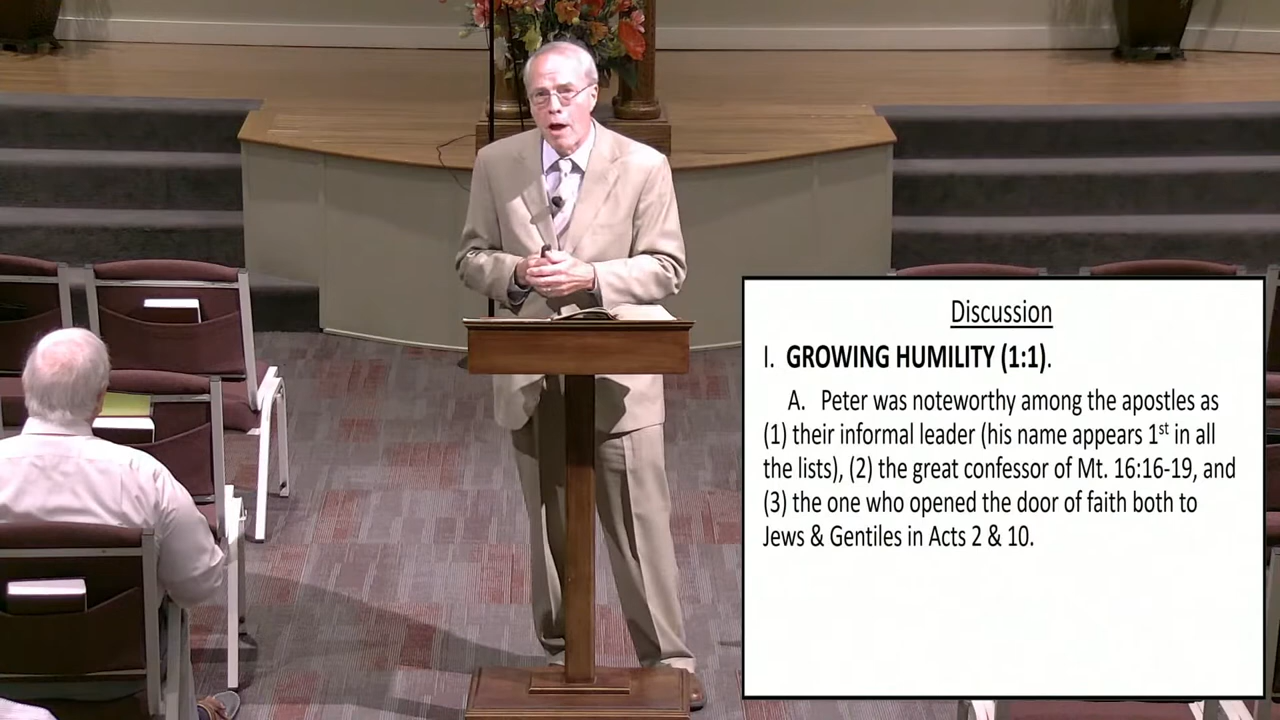 Discussion
I. GROWING HUMILITY (1:1).
A. Peter was noteworthy among the apostles as
(1) their informal leader (his name appears 1st in all
the lists), (2) the great confessor of Mt. 16:16-19, and
(3) the one who opened the door of faith both to
Jews & Gentiles in Acts 2 & 10.